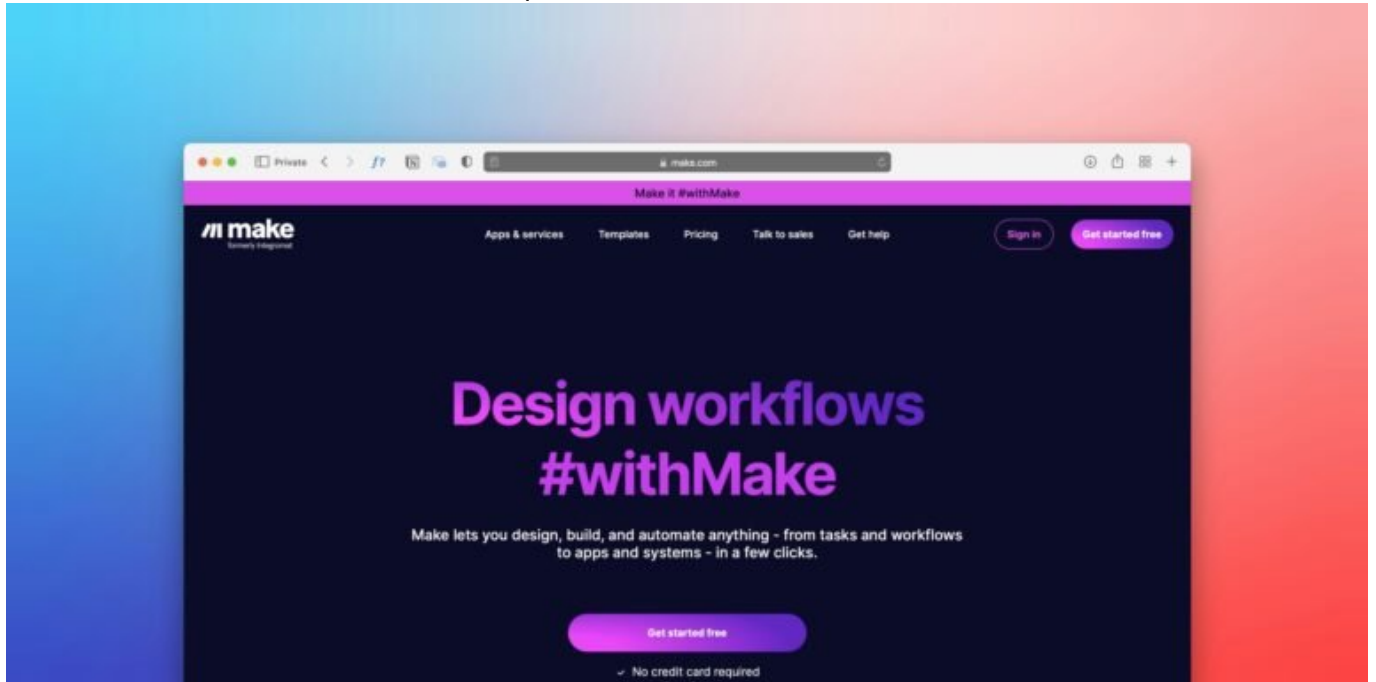 Private
make.com
Make it #withMake
make
formerly Integromat
Apps & services
Templates
Pricing
Talk to sales
Get help
Sign in
Get started free
Design workflows
#withMake
Make lets you design, build, and automate anything - from tasks and workflows
to apps and systems - in a few clicks.
Get started free
✓ No credit card required